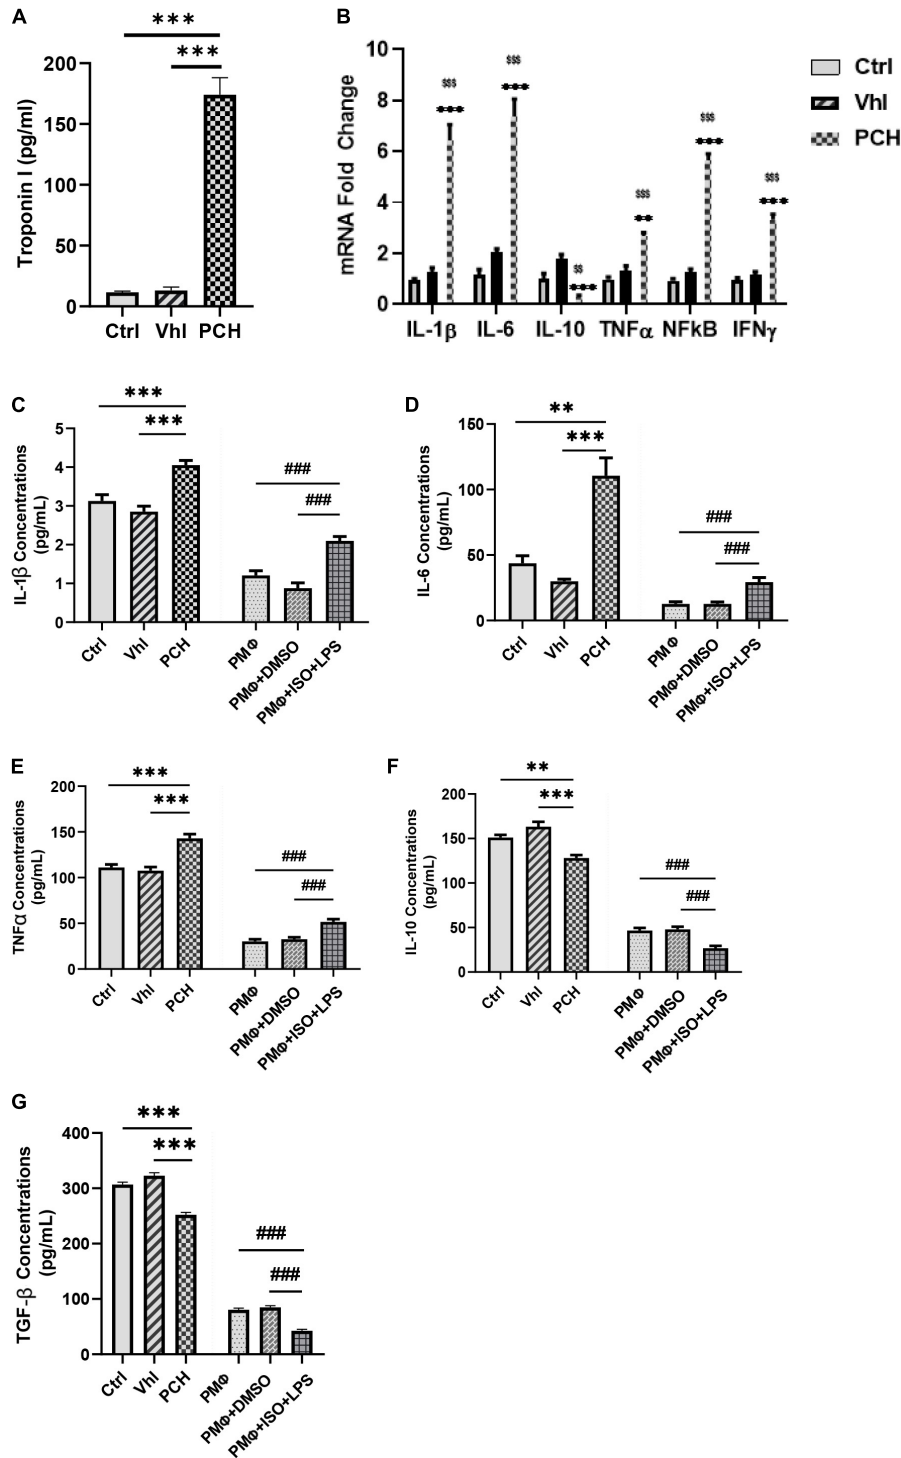 A
***
***
Troponin I (pg/ml)
200
150
100
50
0
Ctrl Vhl PCH
B
mRNA Fold Change
10
8
6
4
2
0
$$$
***
$$$
***
$$
***
$$$
**
$$$
***
$$$
***
IL-1β IL-6 IL-10 TNFα NFkB IFNγ
Ctrl
Vhl
PCH
C
***
***
###
###
IL-1β Concentrations
(pg/mL)
5
4
3
2
1
0
Ctrl
Vhl
PCH
PMΦ
PMΦ+DMSO
PMΦ+ISO+LPS
D
**
***
###
###
IL-6 Concentrations
(pg/mL)
150
100
50
0
Ctrl
Vhl
PCH
PMΦ
PMΦ+DMSO
PMΦ+ISO+LPS
E
***
***
###
###
TNFα Concentrations
(pg/mL)
200
150
100
50
0
Ctrl
Vhl
PCH
PMΦ
PMΦ+DMSO
PMΦ+ISO+LPS
F
**
***
###
###
IL-10 Concentrations
(pg/mL)
200
150
100
50
0
Ctrl
Vhl
PCH
PMΦ
PMΦ+DMSO
PMΦ+ISO+LPS
G
***
***
###
###
TGF-β Concentrations
(pg/mL)
400
300
200
100
0
Ctrl
Vhl
PCH
PMΦ
PMΦ+DMSO
PMΦ+ISO+LPS